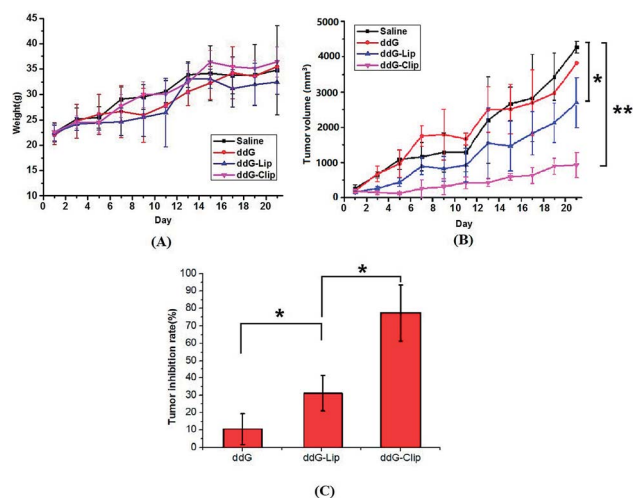 45
40
35
30
25
20
15
10
Weight(g)
Saline
ddG
ddG-Lip
ddG-Clip
0 2 4 6 8 10 12 14 16 18 20
Day
(A)
5000
4000
3000
2000
1000
0
Tumor volume (mm³)
Saline
ddG
ddG-Lip
ddG-Clip
*
**
0 2 4 6 8 10 12 14 16 18 20
Day
(B)
100
90
80
70
60
50
40
30
20
10
0
Tumor inhibition rate(%)
*
*
ddG ddG-Lip ddG-Clip
(C)